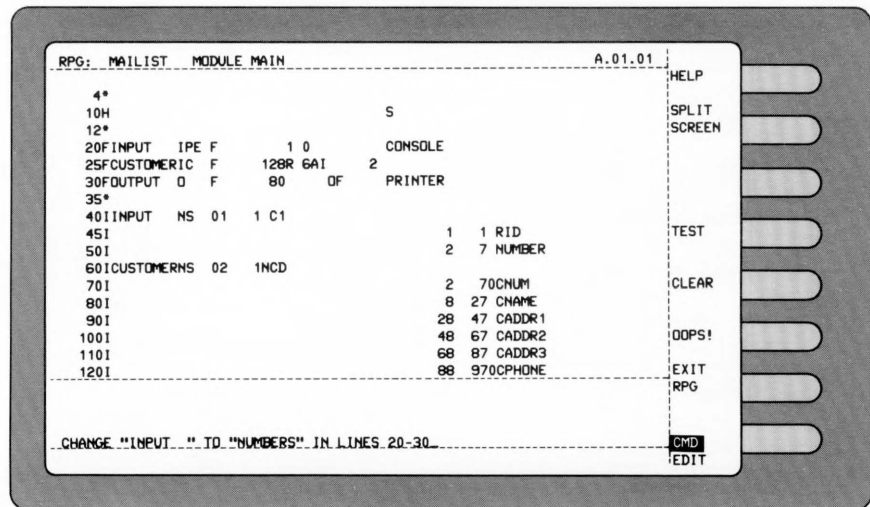 RPG: MAILIST MODULE MAIN A.01.01
HELP
4*
10H S
SPLIT
SCREEN
12*
20FINPUT IPE F 1 0 CONSOLE
25FCUSTOMERIC F 128R 6AI 2
30FOUTPUT O F 80 OF PRINTER
35*
40IINPUT NS 01 1 C1
45I 1 1 RID
TEST
50I 2 7 NUMBER
60ICUSTOMERNS 02 1NCD
70I 2 70CNUM
CLEAR
80I 8 27 CNAME
90I 28 47 CADDR1
100I 48 67 CADDR2
OOPS!
110I 68 87 CADDR3
120I 88 970CPHONE
EXIT
RPG
CHANGE "INPUT " TO "NUMBERS" IN LINES 20-30_
CMD
EDIT